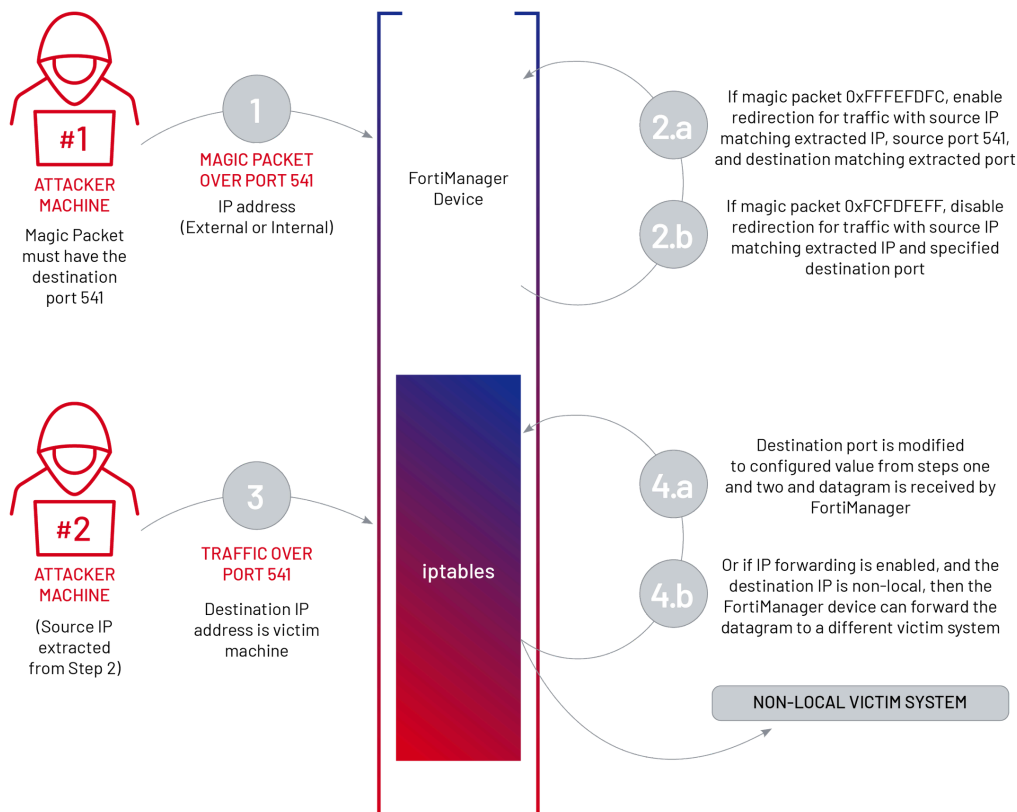 #1
ATTACKER
MACHINE
Magic Packet
must have the
destination
port 541
1
MAGIC PACKET
OVER PORT 541
IP address
(External or Internal)
FortiManager
Device
2.a
If magic packet 0xFFFEFDFC, enable
redirection for traffic with source IP
matching extracted IP, source port 541,
and destination matching extracted port
2.b
If magic packet 0xFCFDFEFF, disable
redirection for traffic with source IP
matching extracted IP and specified
destination port
#2
ATTACKER
MACHINE
(Source IP
extracted
from Step 2)
3
TRAFFIC OVER
PORT 541
Destination IP
address is victim
machine
iptables
4.a
Destination port is modified
to configured value from steps one
and two and datagram is received by
FortiManager
4.b
Or if IP forwarding is enabled, and the
destination IP is non-local, then the
FortiManager device can forward the
datagram to a different victim system
NON-LOCAL VICTIM SYSTEM